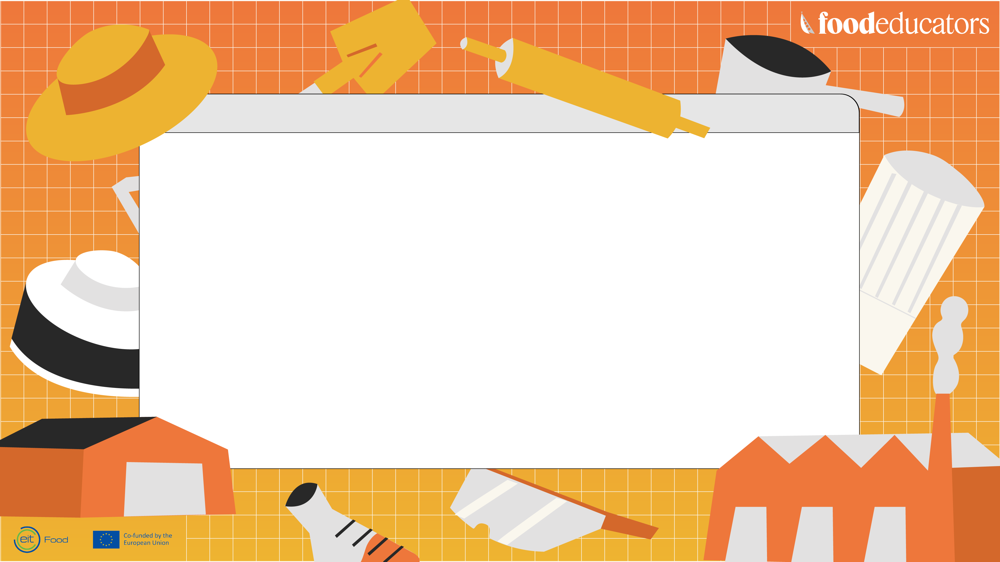 foodeducators
eit Food
Co-funded by the
European Union